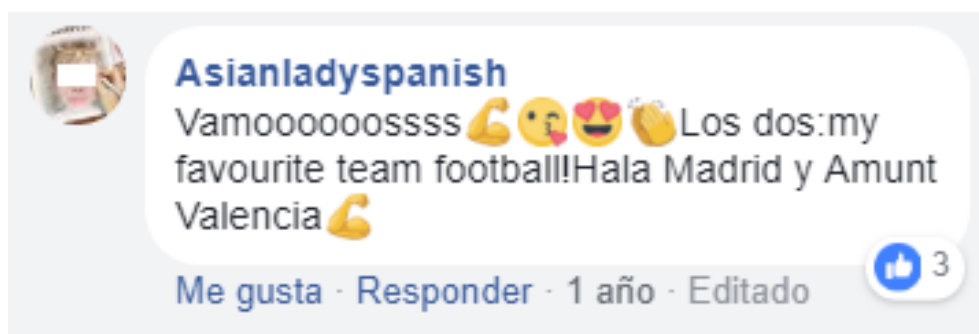 Asianladyspanish
Vamoooooossss💪😘😍👏Los dos:my
favourite team football!Hala Madrid y Amunt
Valencia💪
3
Me gusta · Responder · 1 año · Editado